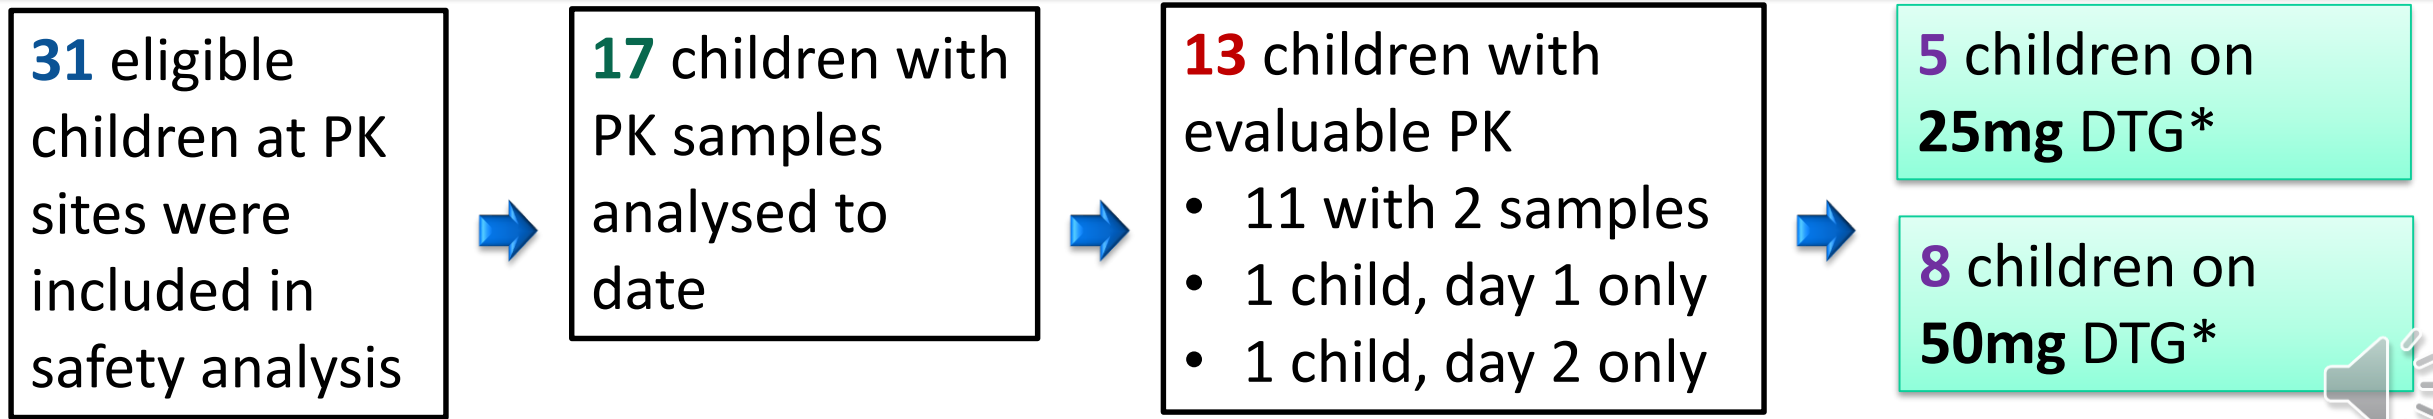 31 eligible
children at PK
sites were
included in
safety analysis
17 children with
PK samples
analysed to
date
13 children with
evaluable PK
• 11 with 2 samples
• 1 child, day 1 only
• 1 child, day 2 only
5 children on
25mg DTG*
8 children on
50mg DTG*